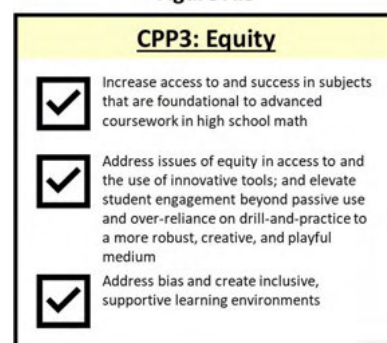 CPP3: Equity
Increase access to and success in subjects
that are foundational to advanced
coursework in high school math
Address issues of equity in access to and
the use of innovative tools; and elevate
student engagement beyond passive use
and over-reliance on drill-and-practice to
a more robust, creative, and playful
medium
Address bias and create inclusive,
supportive learning environments